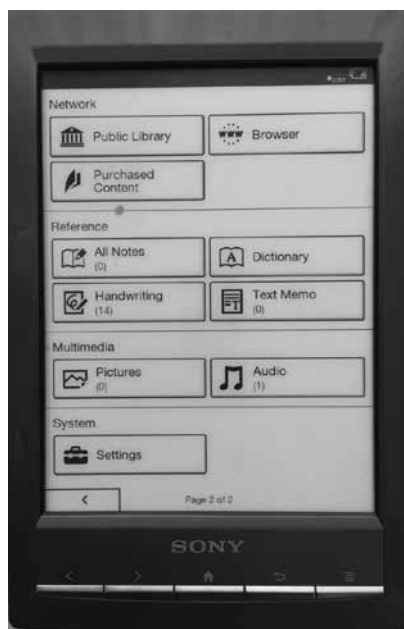 Network
Public Library
www
Browser
Purchased
Content
Reference
All Notes
(0)
A
Dictionary
Handwriting
(14)
Text Memo
(0)
Multimedia
Pictures
(0)
Audio
(1)
System
Settings
Page 2 of 2
SONY